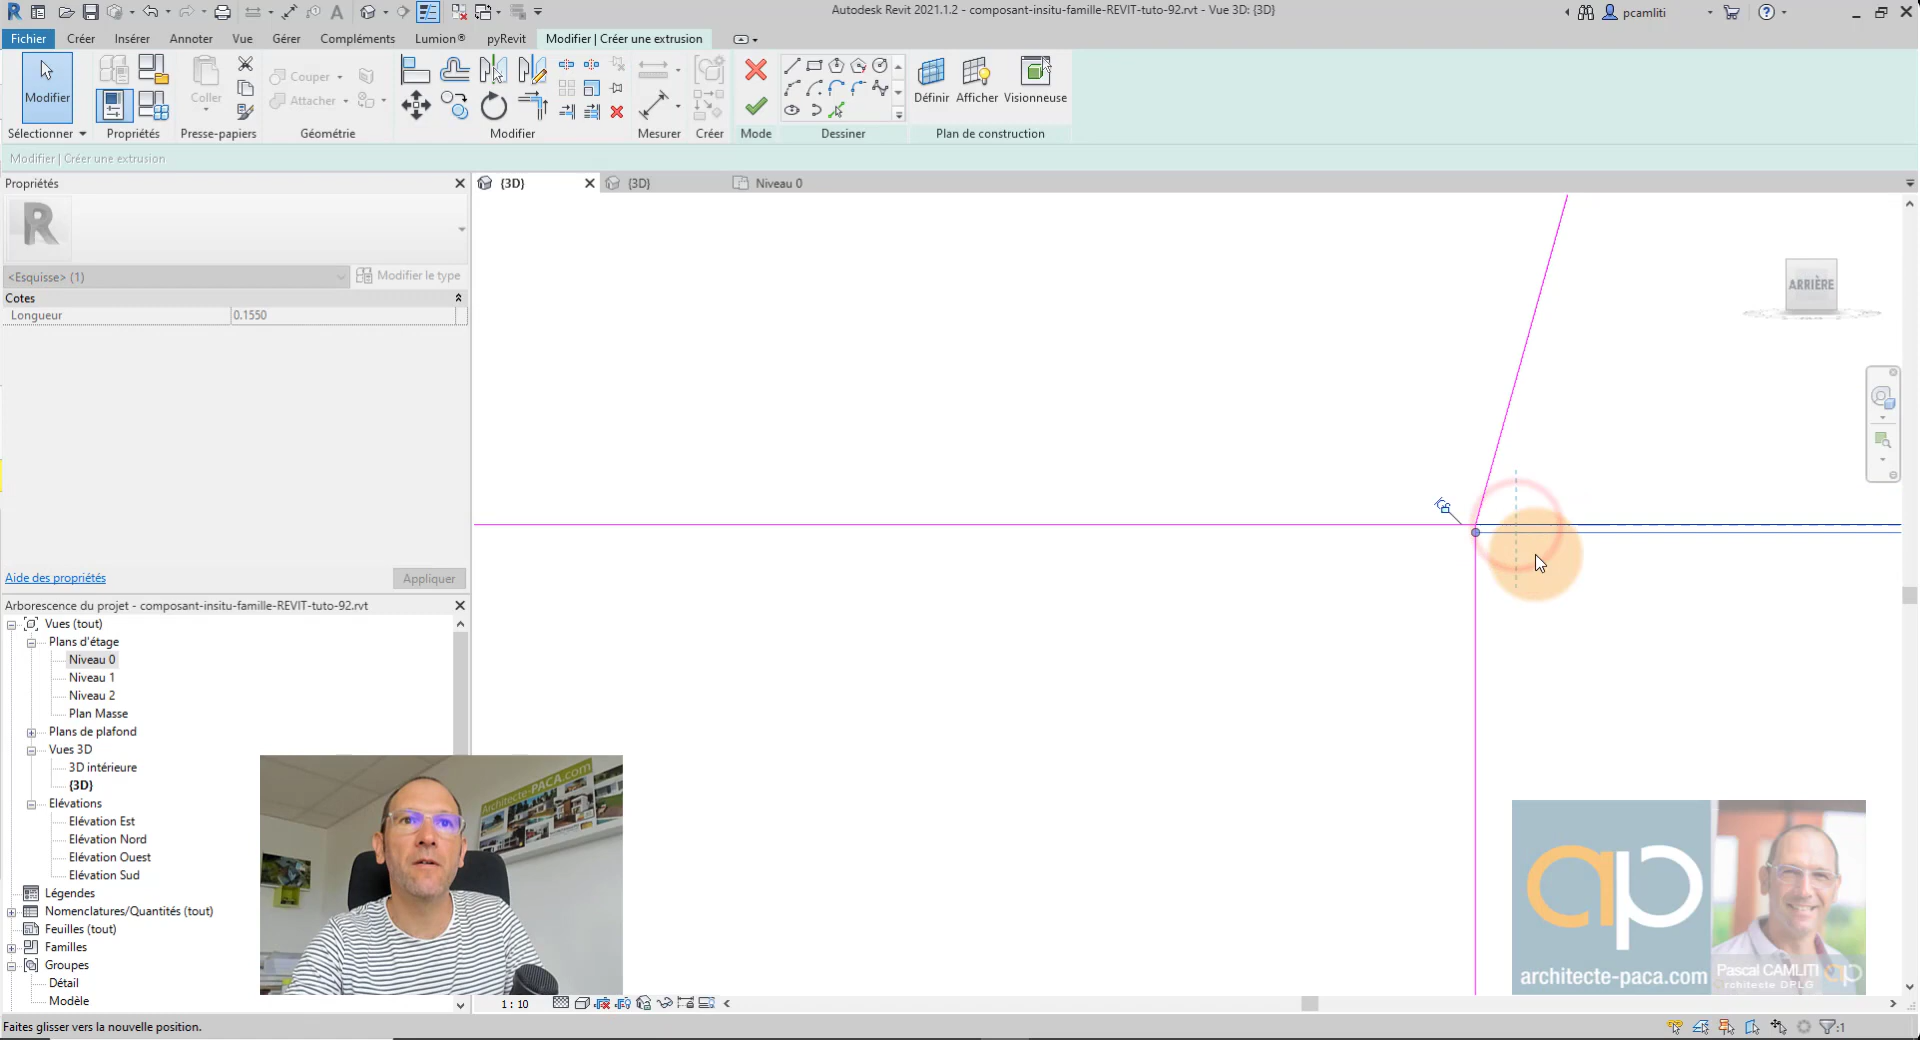 Autodesk Revit 2021.1.2 - composant-insitu-famille-REVIT-tuto-92.rvt - Vue 3D: {3D}
pcamliti
Fichier Créer Insérer Annoter Vue Gérer Compléments Lumion® pyRevit Modifier | Créer une extrusion
Modifier
Coller
Couper
Attacher
Définir Afficher Visionneuse
Sélectionner Propriétés Presse-papiers Géométrie Modifier Mesurer Créer Mode Dessiner Plan de construction
Modifier | Créer une extrusion
Propriétés
{3D} {3D} Niveau 0
R
<Esquisse> (1) Modifier le type
Cotes
Longueur 0.1550
ARRIÈRE
Aide des propriétés Appliquer
Arborescence du projet - composant-insitu-famille-REVIT-tuto-92.rvt
Vues (tout)
Plans d'étage
Niveau 0
Niveau 1
Niveau 2
Plan Masse
Plans de plafond
Vues 3D
3D intérieure
{3D}
Elévations
Elévation Est
Elévation Nord
Elévation Ouest
Elévation Sud
Légendes
Nomenclatures/Quantités (tout)
Feuilles (tout)
Familles
Groupes
Détail
Modèle
Architecte-PACA.com
ap
architecte-paca.com
Pascal CAMLITI
architecte DPLG
ap
1 : 10
Faites glisser vers la nouvelle position.
:1